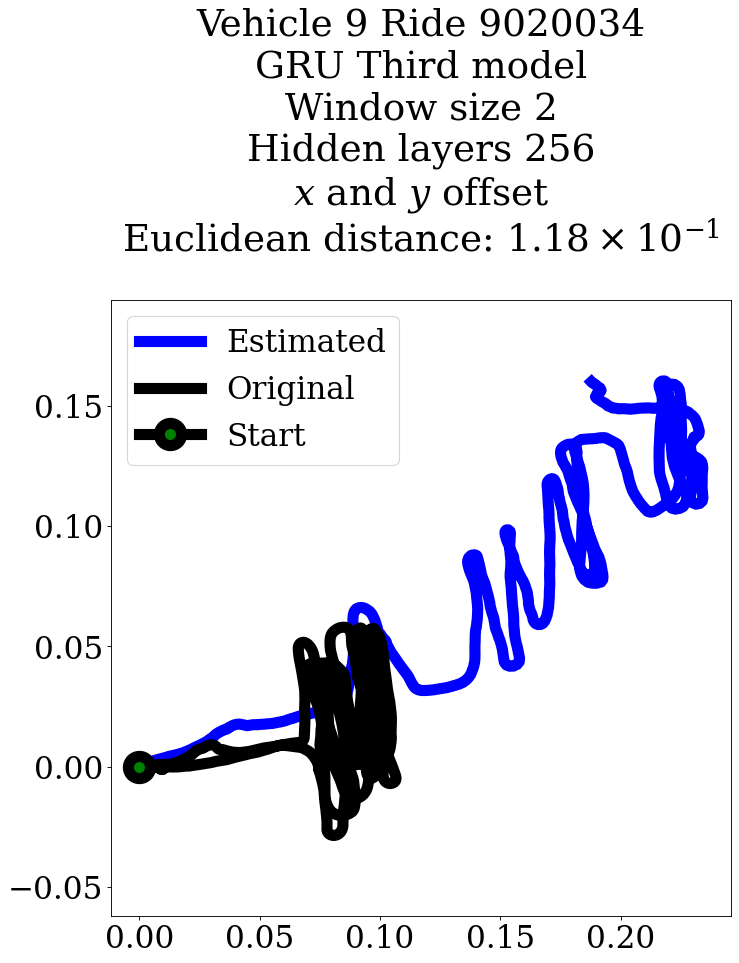 Vehicle 9 Ride 9020034
GRU Third model
Window size 2
Hidden layers 256
x and y offset
Euclidean distance: 1.18 × 10⁻¹
Estimated
Original
Start
0.15
0.10
0.05
0.00
−0.05
0.00 0.05 0.10 0.15 0.20